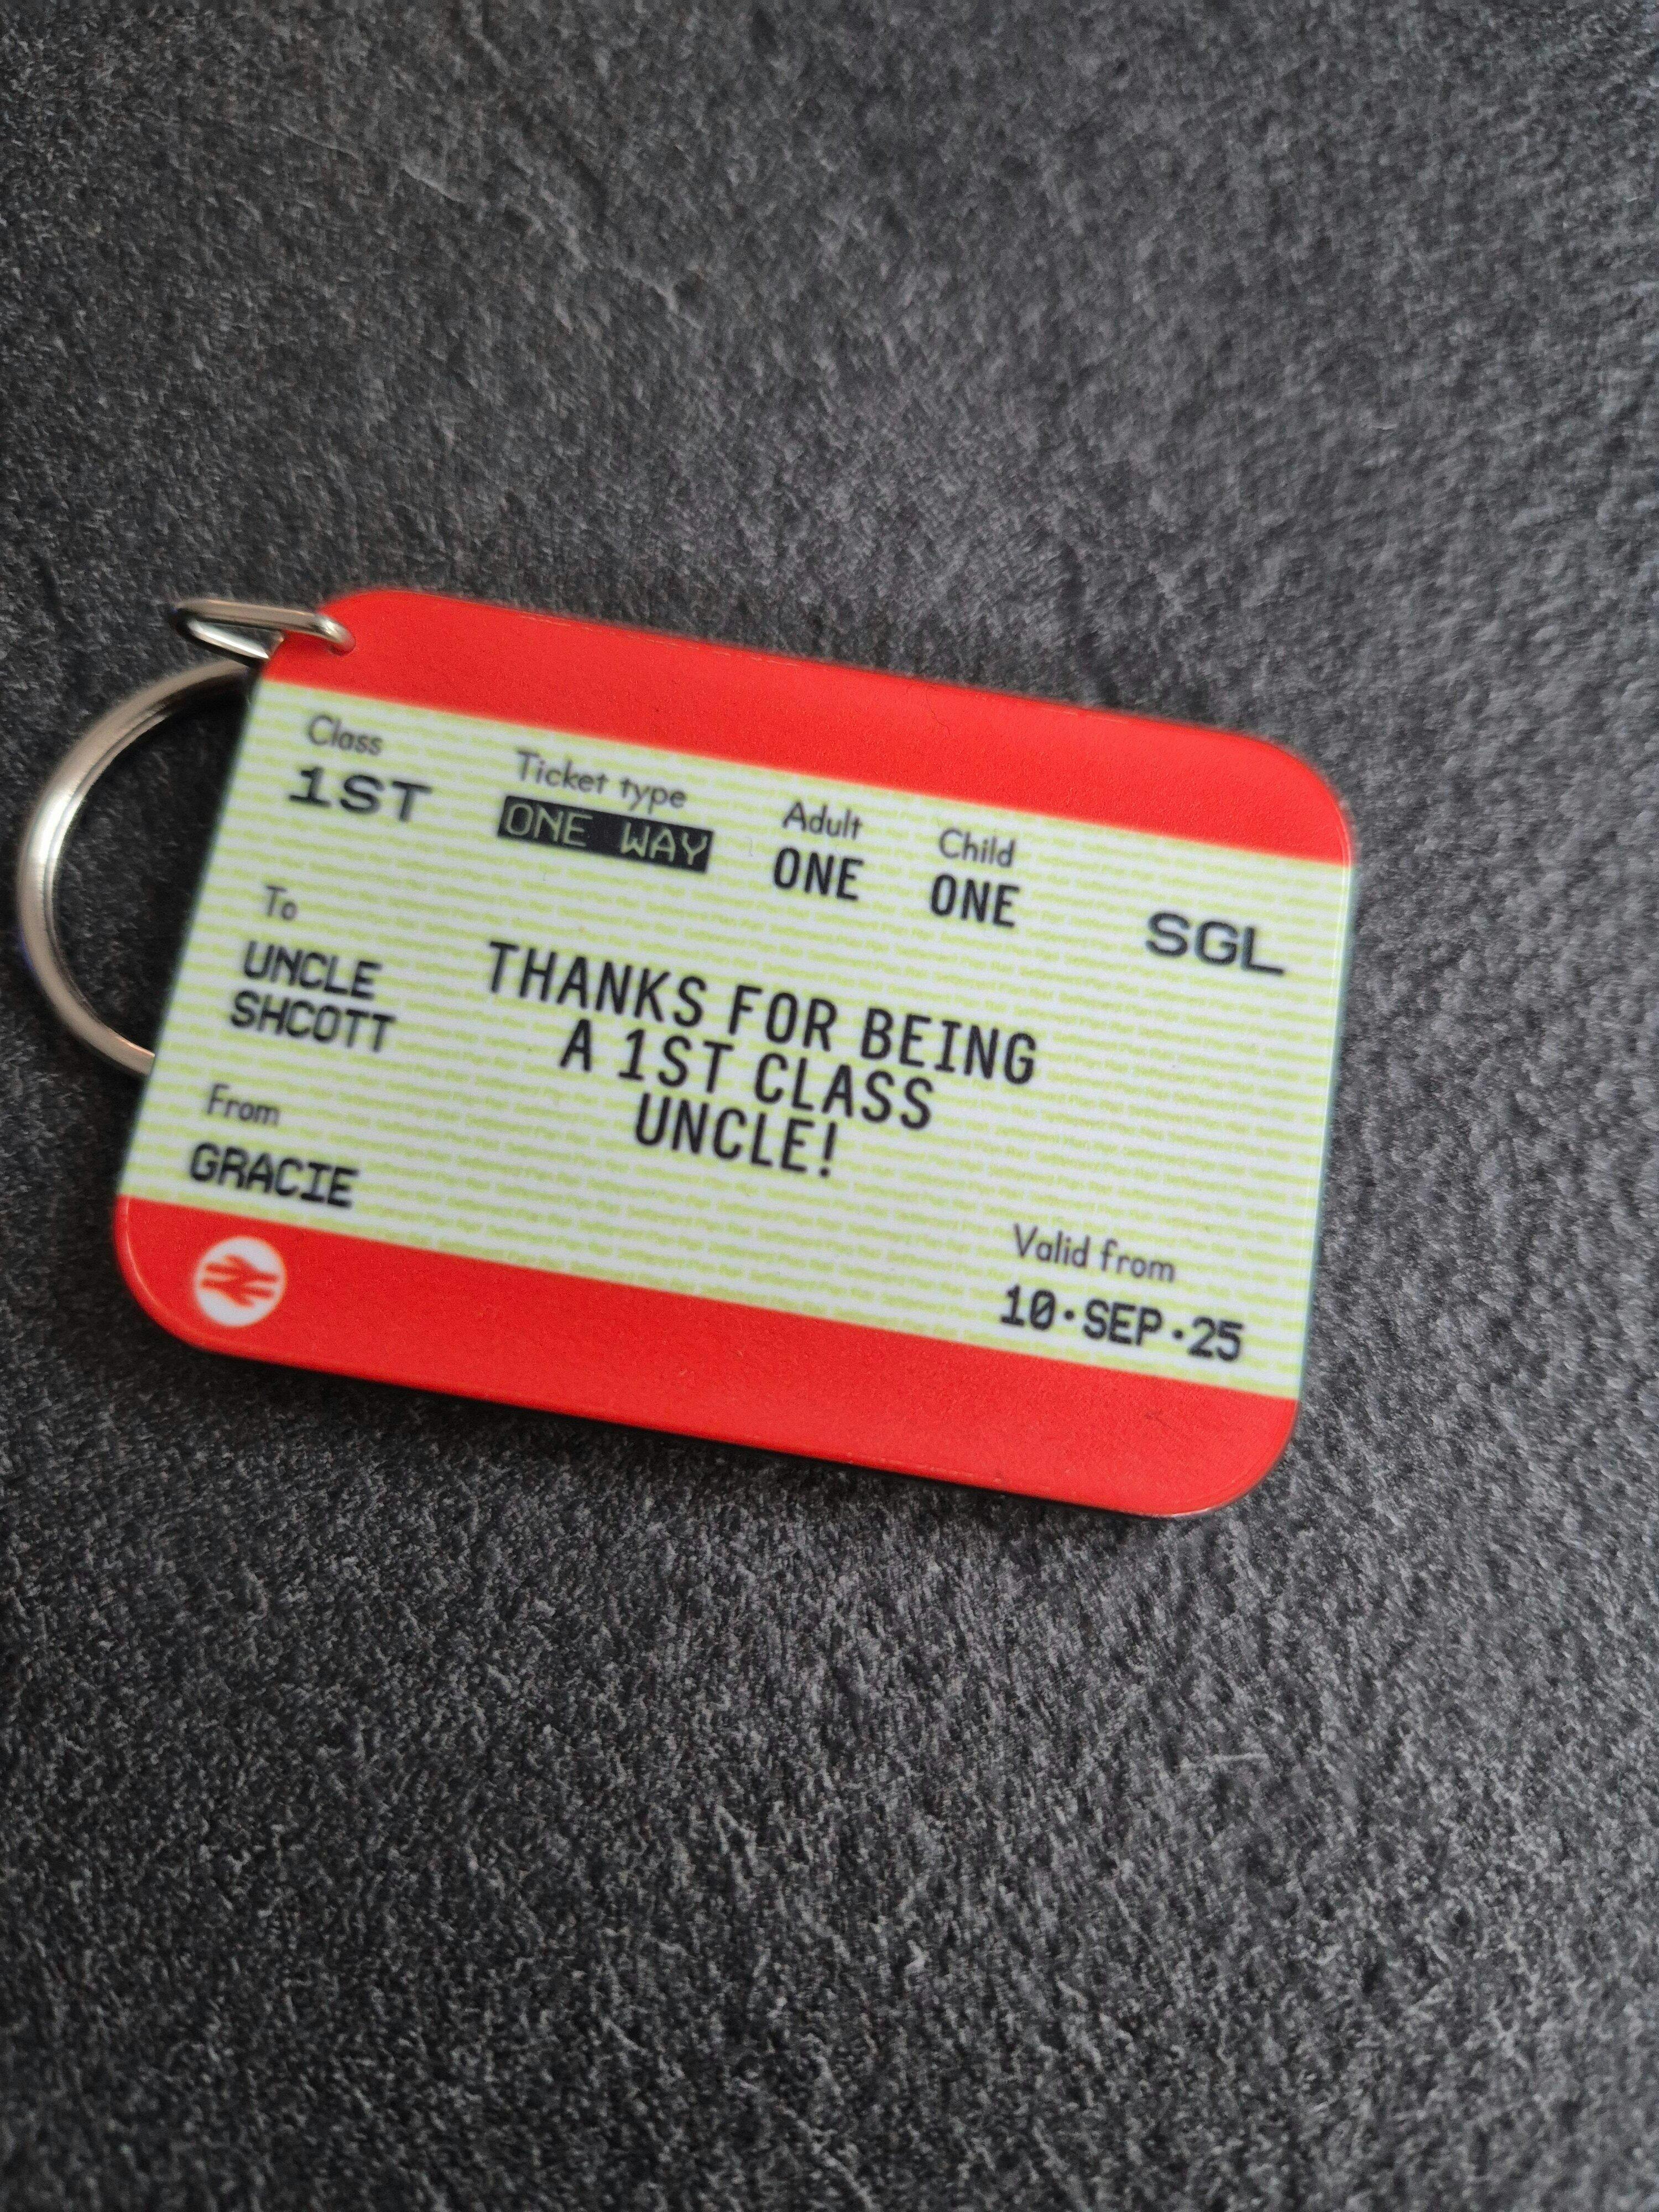 Class Ticket type Adult Child
1ST ONE WAY ONE ONE
SGL
To
UNCLE
SHCOTT
THANKS FOR BEING
A 1ST CLASS
UNCLE!
From
GRACIE
Valid from
10·SEP·25